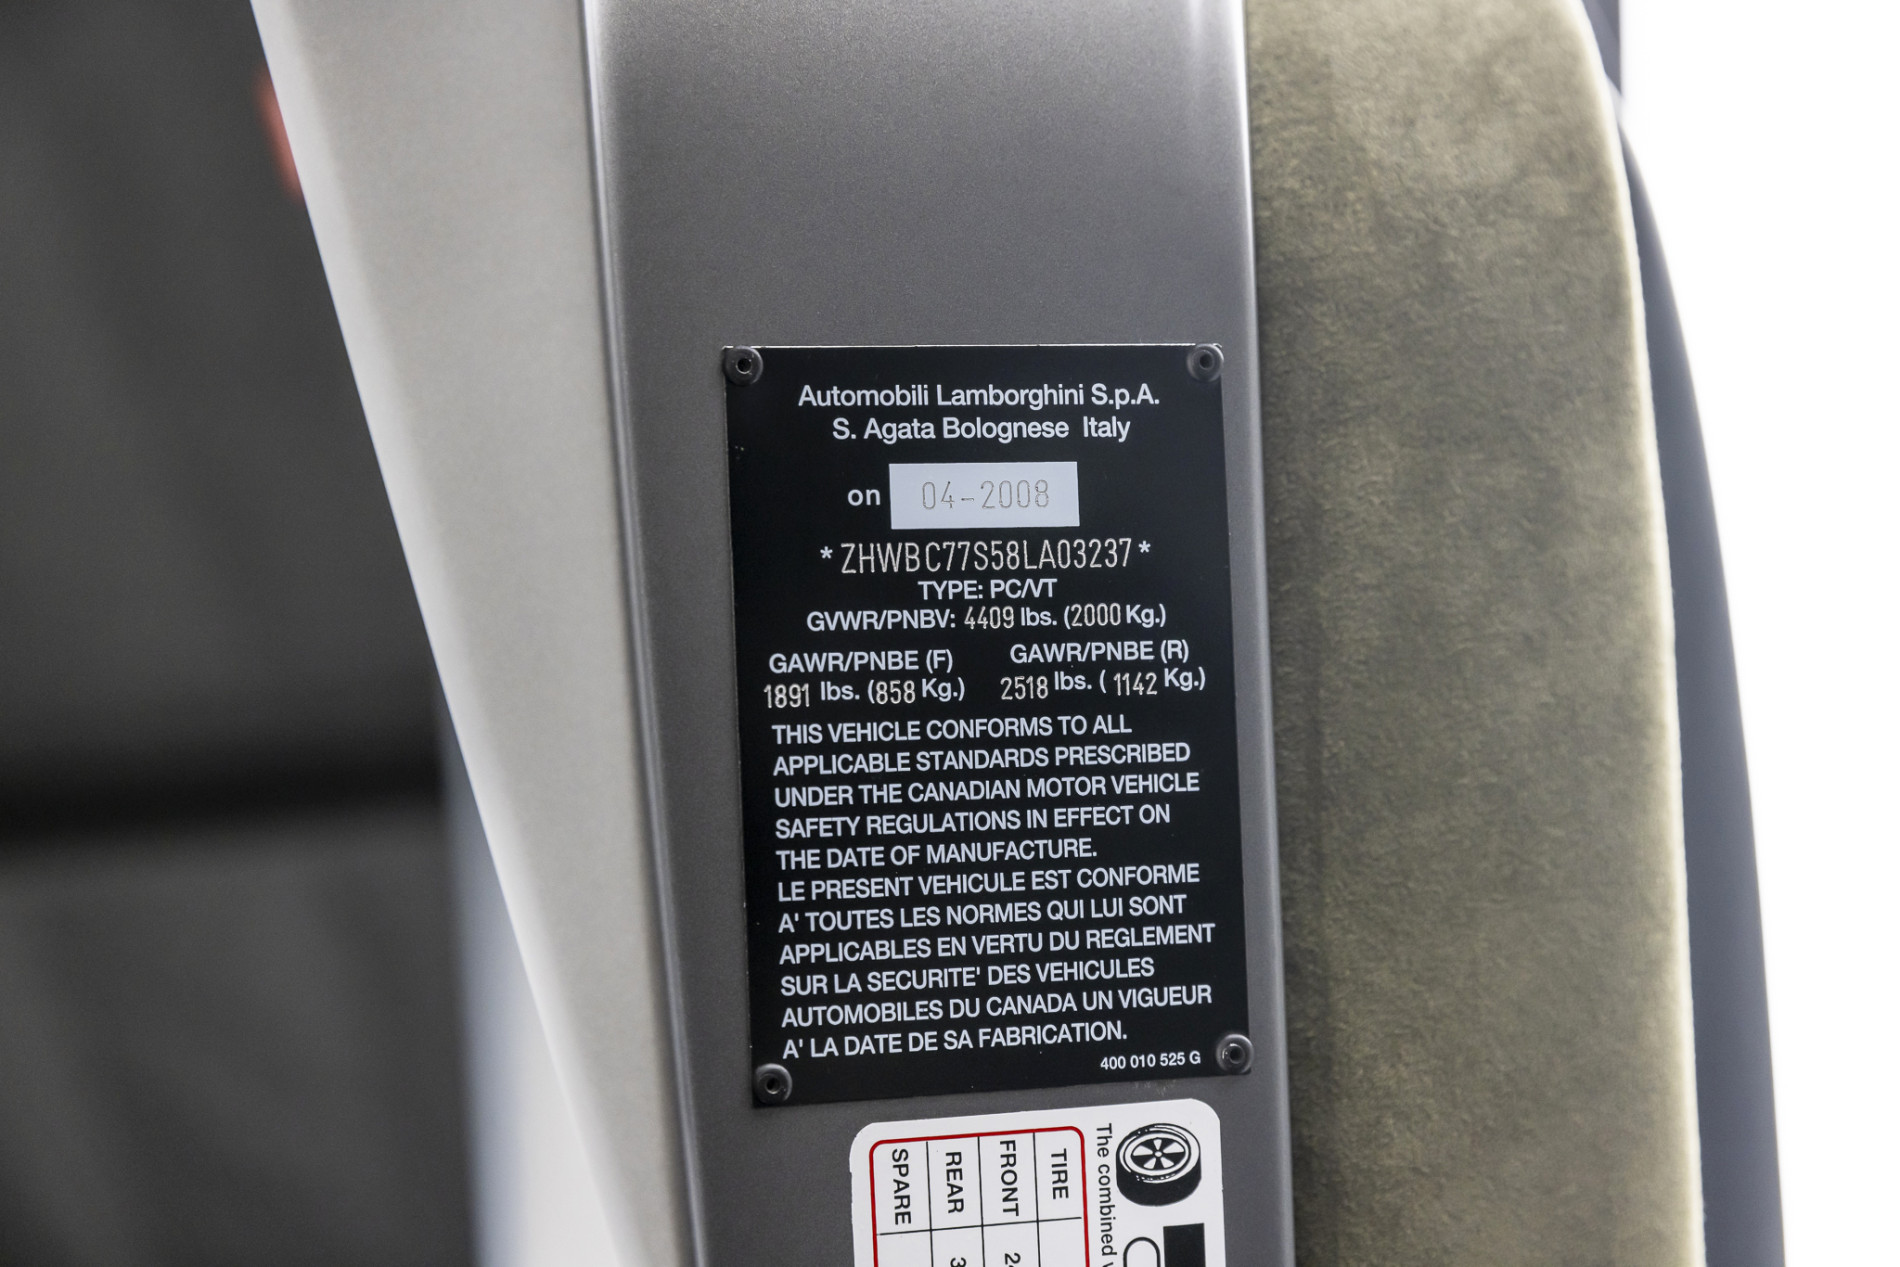 Automobili Lamborghini S.p.A.
S. Agata Bolognese Italy
on 04-2008
*ZHWBC77S58LA03237*
TYPE: PC/VT
GVWR/PNBV: 4409 lbs. (2000 Kg.)
GAWR/PNBE (F) GAWR/PNBE (R)
1891 lbs. (858 Kg.) 2518 lbs. ( 1142 Kg.)
THIS VEHICLE CONFORMS TO ALL
APPLICABLE STANDARDS PRESCRIBED
UNDER THE CANADIAN MOTOR VEHICLE
SAFETY REGULATIONS IN EFFECT ON
THE DATE OF MANUFACTURE.
LE PRESENT VEHICULE EST CONFORME
A' TOUTES LES NORMES QUI LUI SONT
APPLICABLES EN VERTU DU REGLEMENT
SUR LA SECURITE' DES VEHICULES
AUTOMOBILES DU CANADA UN VIGUEUR
A' LA DATE DE SA FABRICATION.
400 010 525 G
The combined
TIRE
FRONT
REAR
SPARE